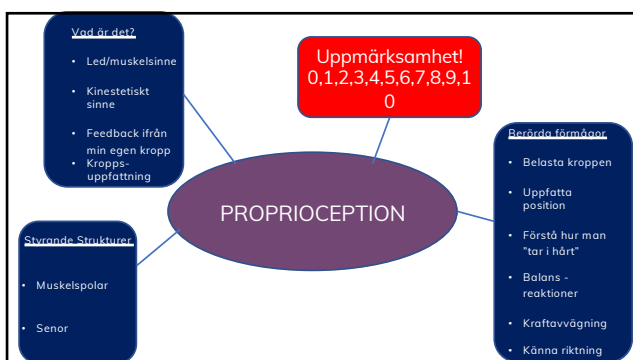 Vad är det?
• Led/muskelsinne
• Kinestetiskt
sinne
• Feedback ifrån
min egen kropp
• Kropps-
uppfattning
Uppmärksamhet!
0,1,2,3,4,5,6,7,8,9,1
0
PROPRIOCEPTION
Styrande Strukturer
• Muskelspolar
• Senor
Berörda förmågor
• Belasta kroppen
• Uppfatta
position
• Förstå hur man
"tar i hårt"
• Balans -
reaktioner
• Kraftavvägning
• Känna riktning